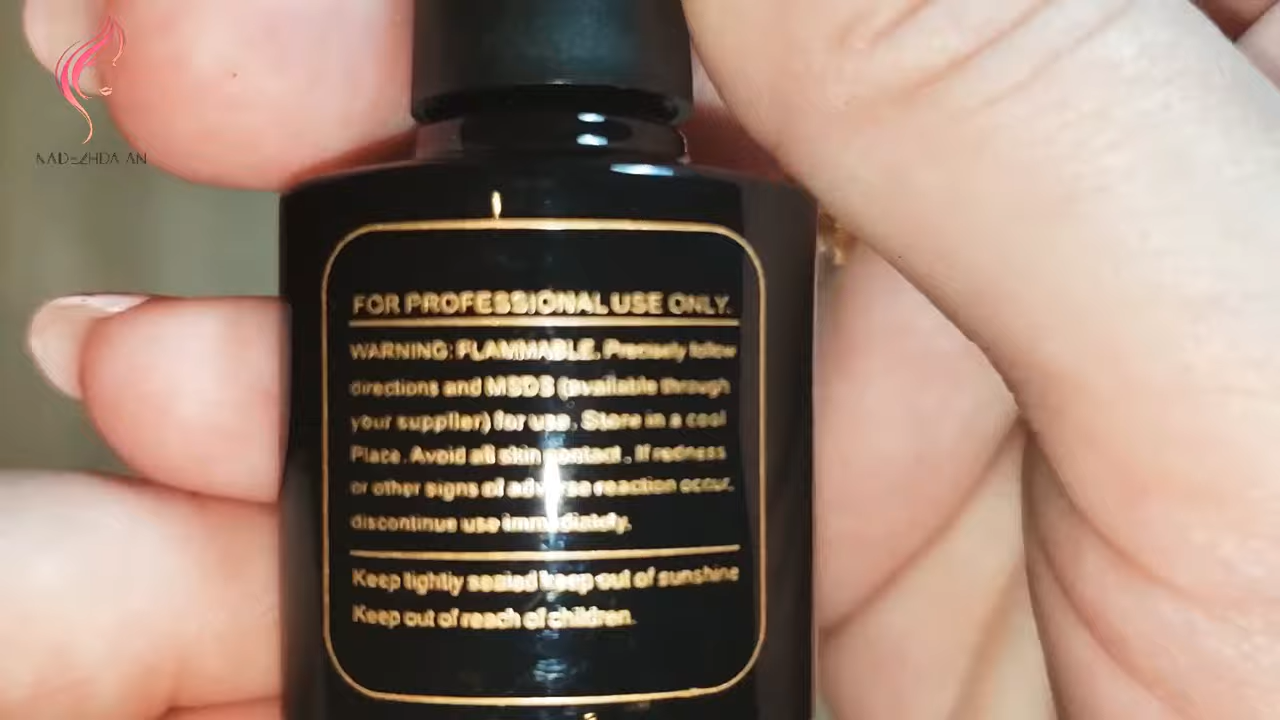 NADEZHDA AN
FOR PROFESSIONAL USE ONLY.
WARNING: FLAMMABLE. Precisely follow
directions and MSDS (available through
your supplier) for use. Store in a cool
Place. Avoid all skin contact. If redness
or other signs of adverse reaction occur,
discontinue use immediately.
Keep tightly sealed keep out of sunshine
Keep out of reach of children.